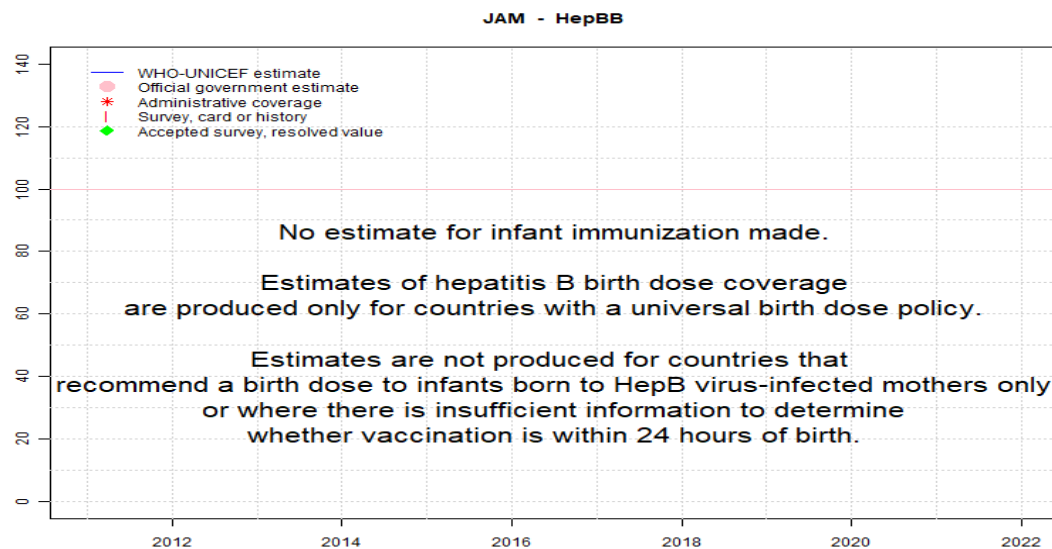 JAM - HepBB
WHO-UNICEF estimate
Official government estimate
Administrative coverage
Survey, card or history
Accepted survey, resolved value
140
120
100
80
60
40
20
0
No estimate for infant immunization made.
Estimates of hepatitis B birth dose coverage
are produced only for countries with a universal birth dose policy.
Estimates are not produced for countries that
recommend a birth dose to infants born to HepB virus-infected mothers only
or where there is insufficient information to determine
whether vaccination is within 24 hours of birth.
2012 2014 2016 2018 2020 2022